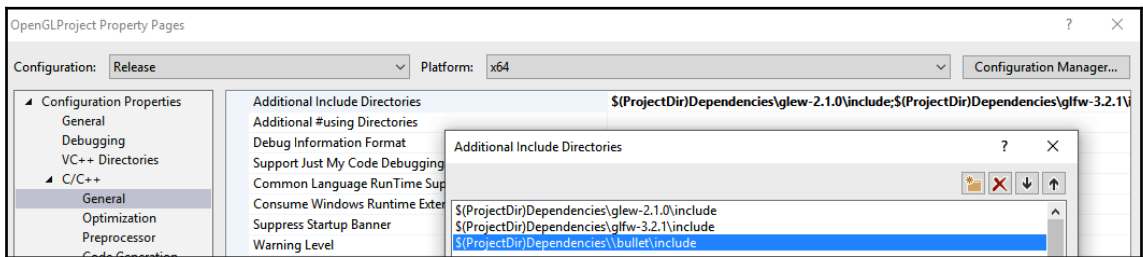 OpenGLProject Property Pages ? ×
Configuration: Release Platform: x64 Configuration Manager...
Configuration Properties
General
Debugging
VC++ Directories
C/C++
General
Optimization
Preprocessor
Code Generation
Additional Include Directories $(ProjectDir)Dependencies\glew-2.1.0\include;$(ProjectDir)Dependencies\glfw-3.2.1\i
Additional #using Directories
Debug Information Format
Support Just My Code Debugging
Common Language RunTime Sup
Consume Windows Runtime Exter
Suppress Startup Banner
Warning Level
Additional Include Directories ? ×
$(ProjectDir)Dependencies\glew-2.1.0\include
$(ProjectDir)Dependencies\glfw-3.2.1\include
$(ProjectDir)Dependencies\\bullet\include